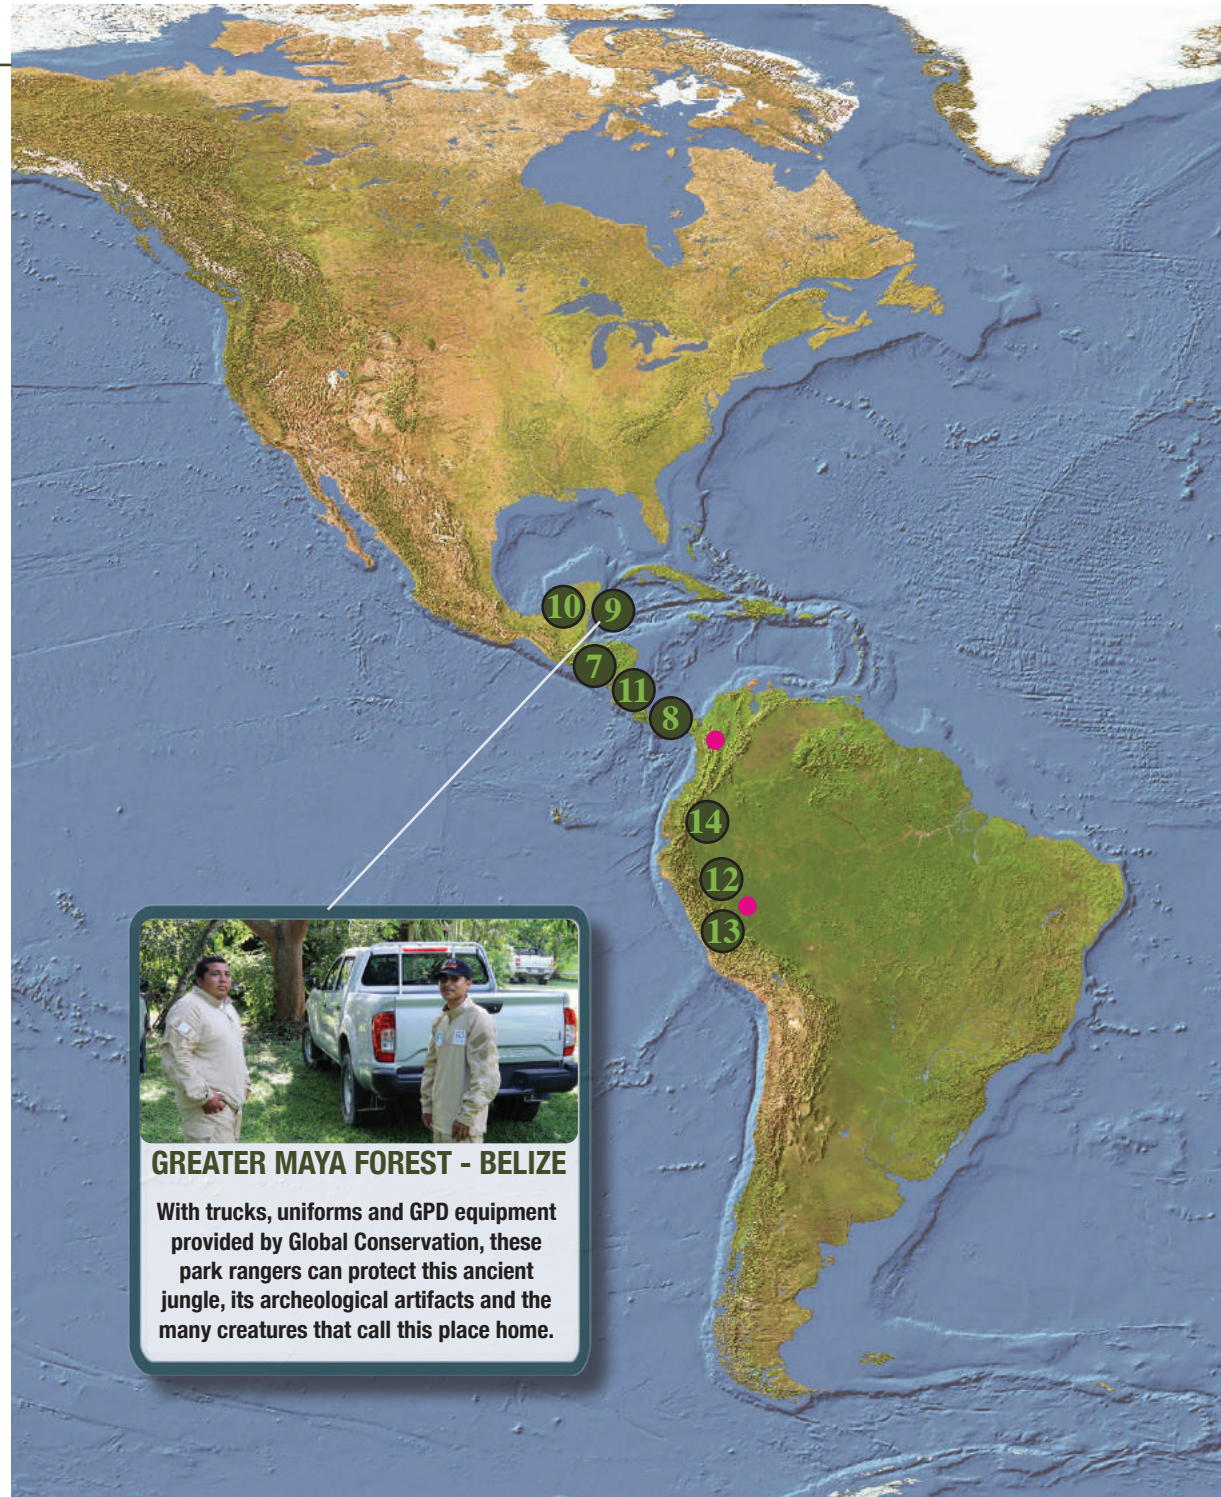 10
9
7
11
8
14
12
13
GREATER MAYA FOREST - BELIZE
With trucks, uniforms and GPD equipment
provided by Global Conservation, these
park rangers can protect this ancient
jungle, its archeological artifacts and the
many creatures that call this place home.